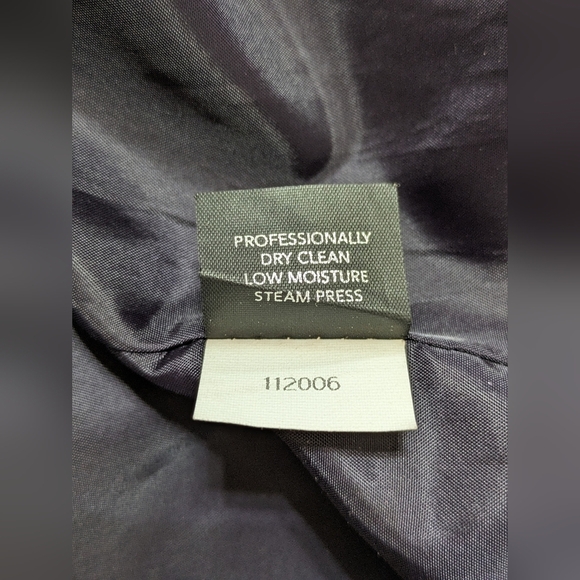 PROFESSIONALLY
DRY CLEAN
LOW MOISTURE
STEAM PRESS
112006